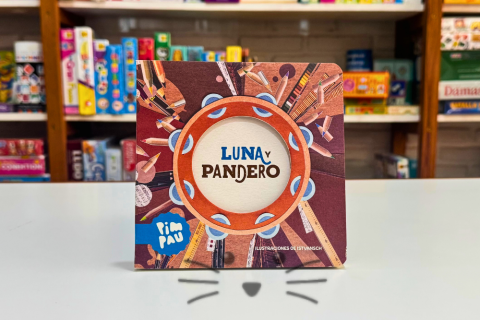 LUNA Y
PANDERO
PiM
PAU
ILUSTRACIONES DE ISTVANSCH